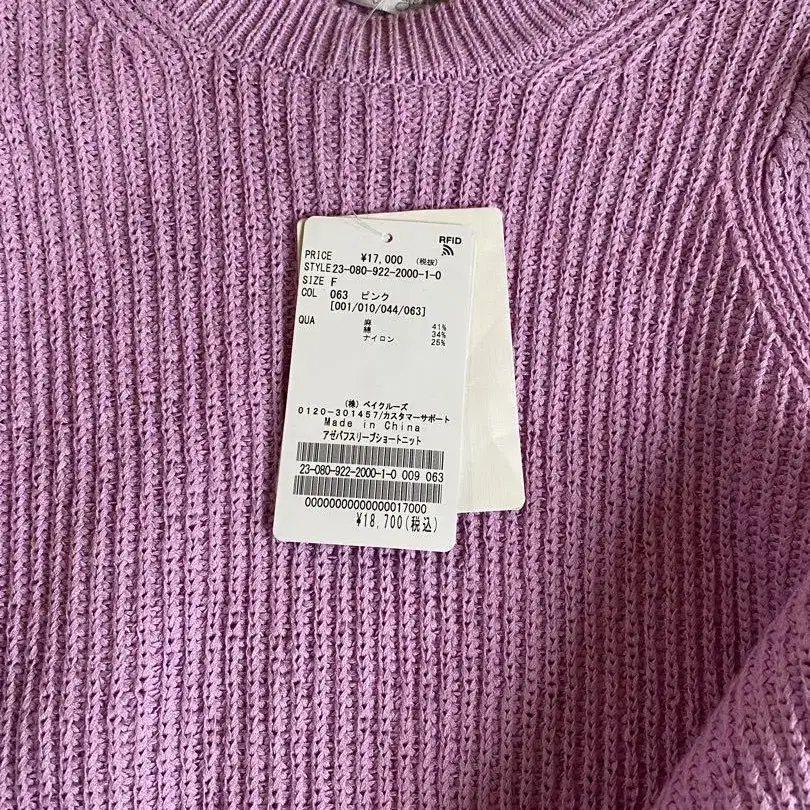 RFID
PRICE ¥17,000 (税抜)
STYLE 23-080-922-2000-1-0
SIZE F
COL 063 ピンク
[001/010/044/063]
QUA 麻 41%
綿 34%
ナイロン 25%
(株) ベイクルーズ
0120-301457/カスタマーサポート
Made in China
アゼパフスリーブショートニット
23-080-922-2000-1-0 009 063
00000000000000017000
¥18,700(税込)